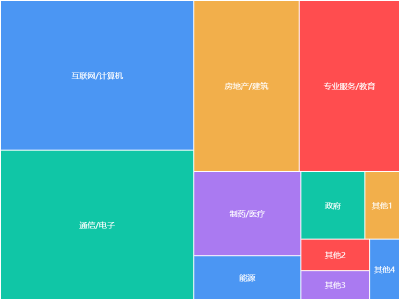 互联网/计算机
房地产/建筑
专业服务/教育
通信/电子
制药/医疗
政府
其他1
能源
其他2
其他3
其他4